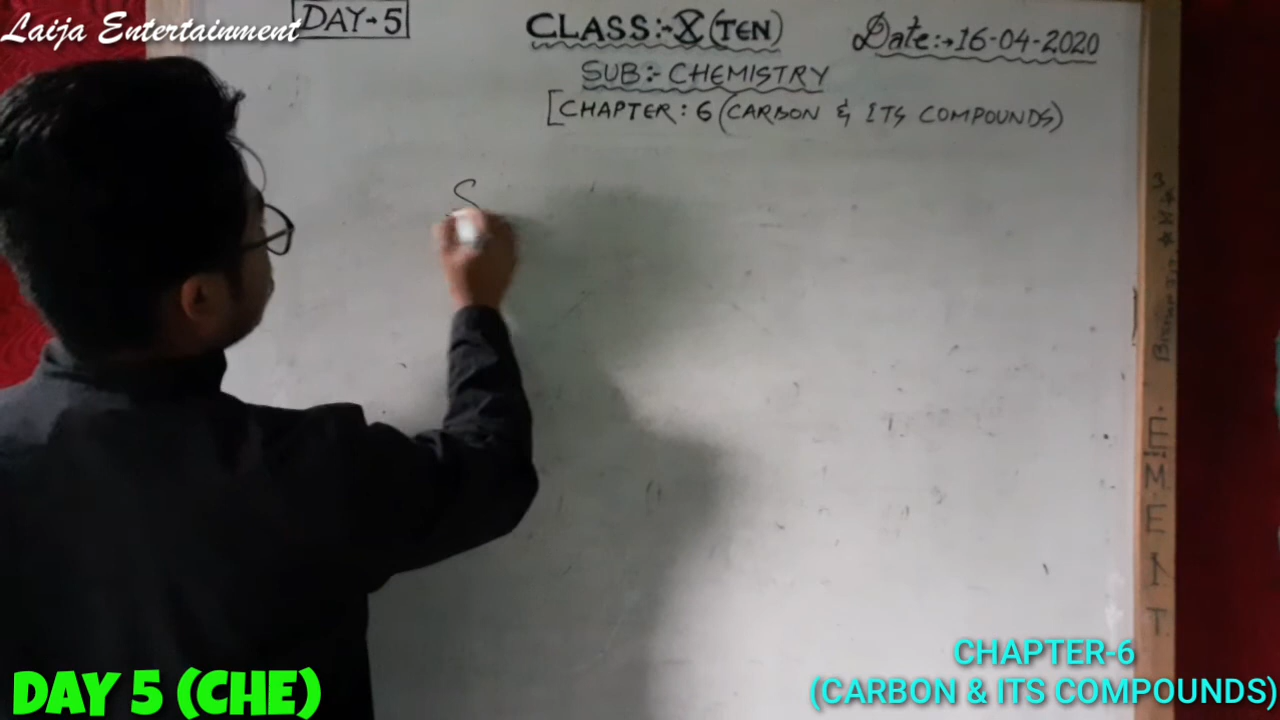 Laija Entertainment
DAY→5
CLASS:-X(TEN)
Date:→16-04-2020
SUB:- CHEMISTRY
[CHAPTER: 6 (CARBON & ITS COMPOUNDS)
S
E
M
E
N
T
DAY 5 (CHE)
CHAPTER-6
(CARBON & ITS COMPOUNDS)